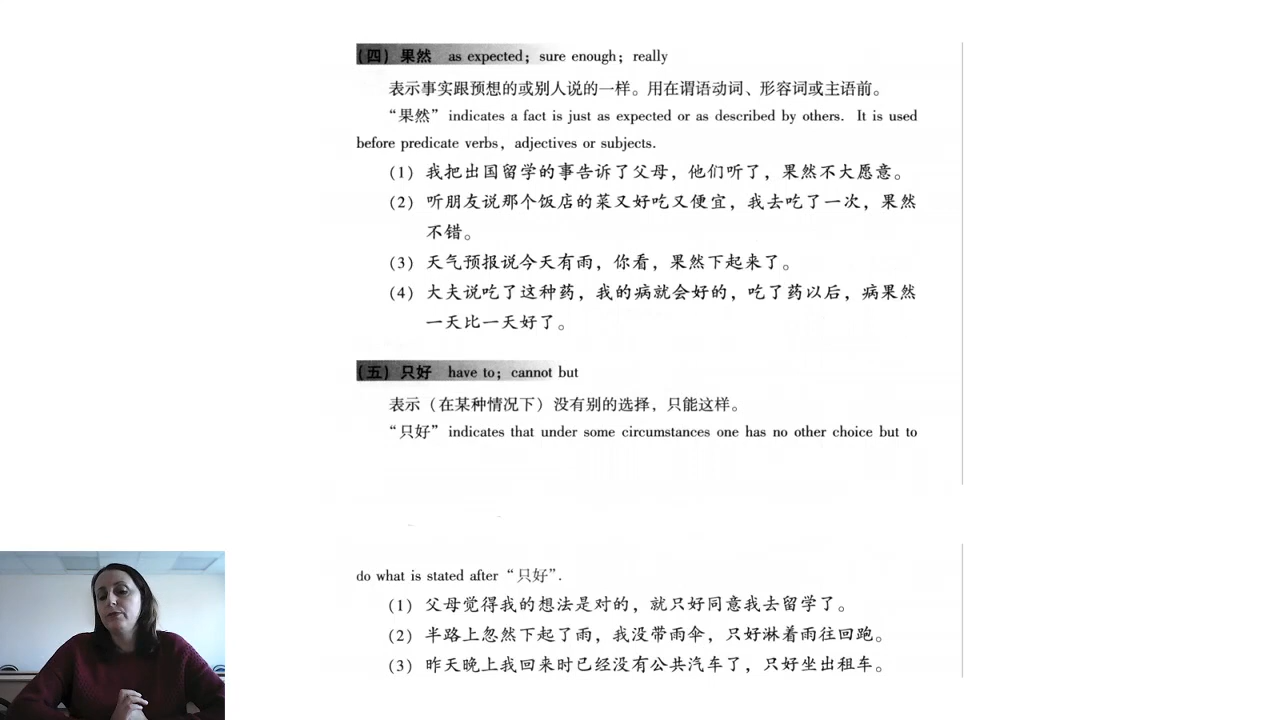 (四) 果然 as expected; sure enough; really
表示事实跟预想的或别人说的一样。用在谓语动词、形容词或主语前。
“果然” indicates a fact is just as expected or as described by others. It is used
before predicate verbs, adjectives or subjects.
(1) 我把出国留学的事告诉了父母，他们听了，果然不大愿意。
(2) 听朋友说那个饭店的菜又好吃又便宜，我去吃了一次，果然
不错。
(3) 天气预报说今天有雨，你看，果然下起来了。
(4) 大夫说吃了这种药，我的病就会好的，吃了药以后，病果然
一天比一天好了。
(五) 只好 have to; cannot but
表示（在某种情况下）没有别的选择，只能这样。
“只好” indicates that under some circumstances one has no other choice but to
do what is stated after “只好”.
(1) 父母觉得我的想法是对的，就只好同意我去留学了。
(2) 半路上忽然下起了雨，我没带雨伞，只好淋着雨往回跑。
(3) 昨天晚上我回来时已经没有公共汽车了，只好坐出租车。